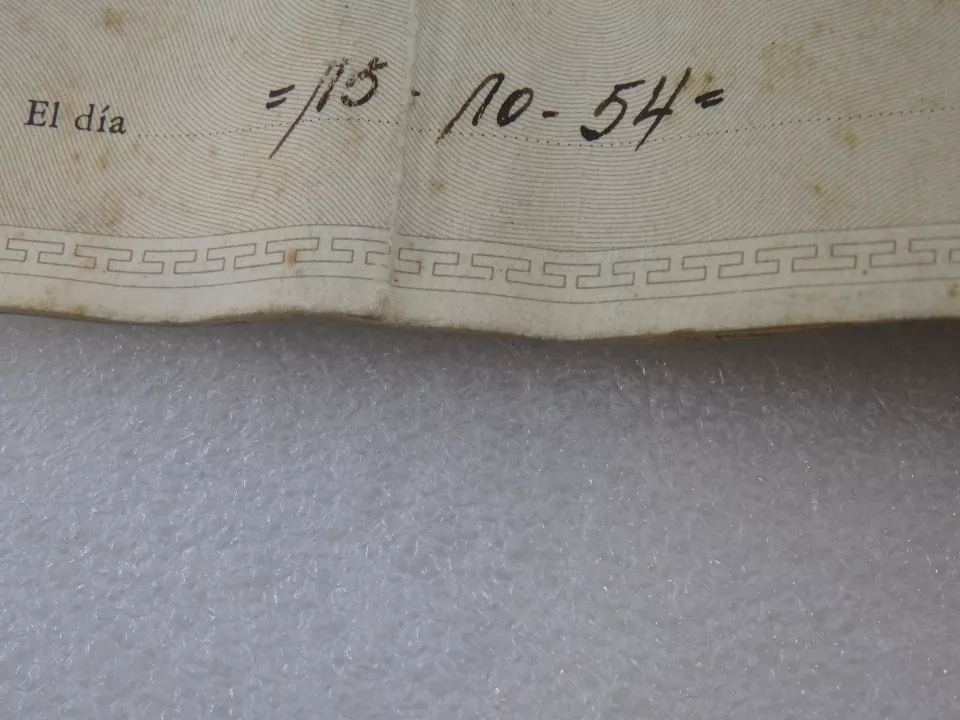 El día =15 - 10 - 54=